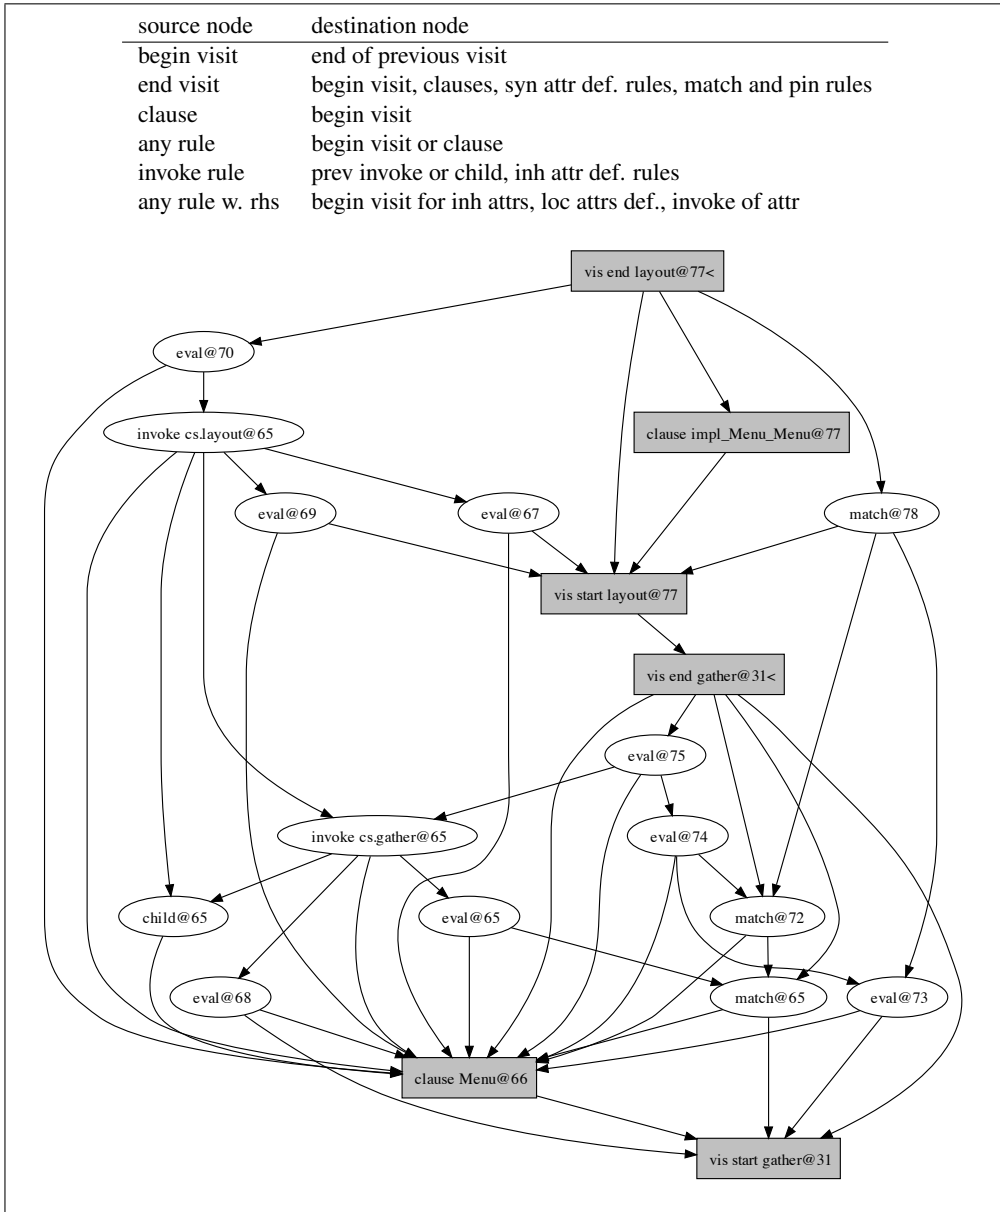 source node destination node
begin visit end of previous visit
end visit begin visit, clauses, syn attr def. rules, match and pin rules
clause begin visit
any rule begin visit or clause
invoke rule prev invoke or child, inh attr def. rules
any rule w. rhs begin visit for inh attrs, loc attrs def., invoke of attr
vis end layout@77<
eval@70
invoke cs.layout@65
clause impl_Menu_Menu@77
eval@69
eval@67
match@78
vis start layout@77
vis end gather@31<
eval@75
invoke cs.gather@65
eval@74
child@65
eval@65
match@72
eval@68
match@65
eval@73
clause Menu@66
vis start gather@31